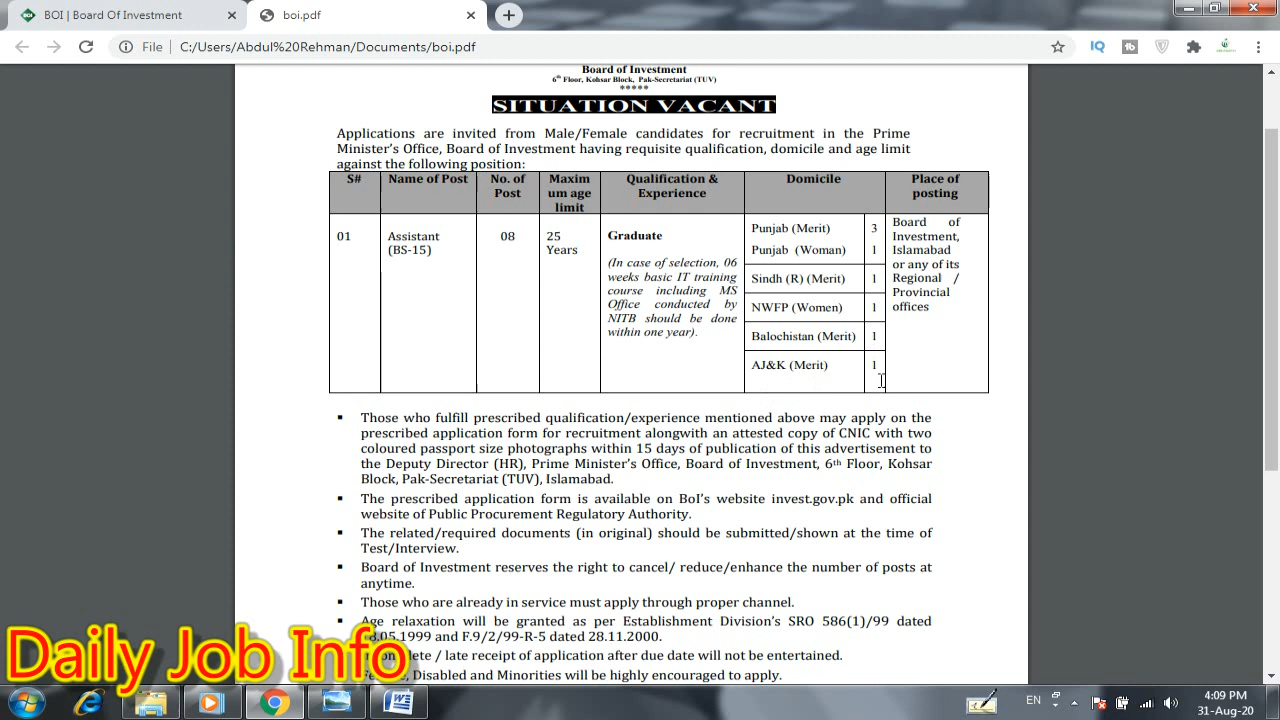 BOI | Board Of Investment
boi.pdf
File | C:/Users/Abdul%20Rehman/Documents/boi.pdf
Board of Investment
6th Floor, Kohsar Block, Pak-Secretariat (TUV)
*****
SITUATION VACANT
Applications are invited from Male/Female candidates for recruitment in the Prime
Minister's Office, Board of Investment having requisite qualification, domicile and age limit
against the following position:
S# Name of Post No. of Post Maxim um age limit Qualification & Experience Domicile Place of posting
01
Assistant
(BS-15)
08
25
Years
Graduate
(In case of selection, 06
weeks basic IT training
course including MS
Office conducted by
NITB should be done
within one year).
Punjab (Merit) 3
Punjab (Woman) 1
Sindh (R) (Merit) 1
NWFP (Women) 1
Balochistan (Merit) 1
AJ&K (Merit) 1
Board of
Investment,
Islamabad
or any of its
Regional /
Provincial
offices
▪ Those who fulfill prescribed qualification/experience mentioned above may apply on the
prescribed application form for recruitment alongwith an attested copy of CNIC with two
coloured passport size photographs within 15 days of publication of this advertisement to
the Deputy Director (HR), Prime Minister's Office, Board of Investment, 6th Floor, Kohsar
Block, Pak-Secretariat (TUV), Islamabad.
▪ The prescribed application form is available on BoI's website invest.gov.pk and official
website of Public Procurement Regulatory Authority.
▪ The related/required documents (in original) should be submitted/shown at the time of
Test/Interview.
▪ Board of Investment reserves the right to cancel/ reduce/enhance the number of posts at
anytime.
▪ Those who are already in service must apply through proper channel.
▪ Age relaxation will be granted as per Establishment Division's SRO 586(1)/99 dated
.05.1999 and F.9/2/99-R-5 dated 28.11.2000.
/ late receipt of application after due date will not be entertained.
Disabled and Minorities will be highly encouraged to apply.
Daily Job Info
EN
4:09 PM
31-Aug-20